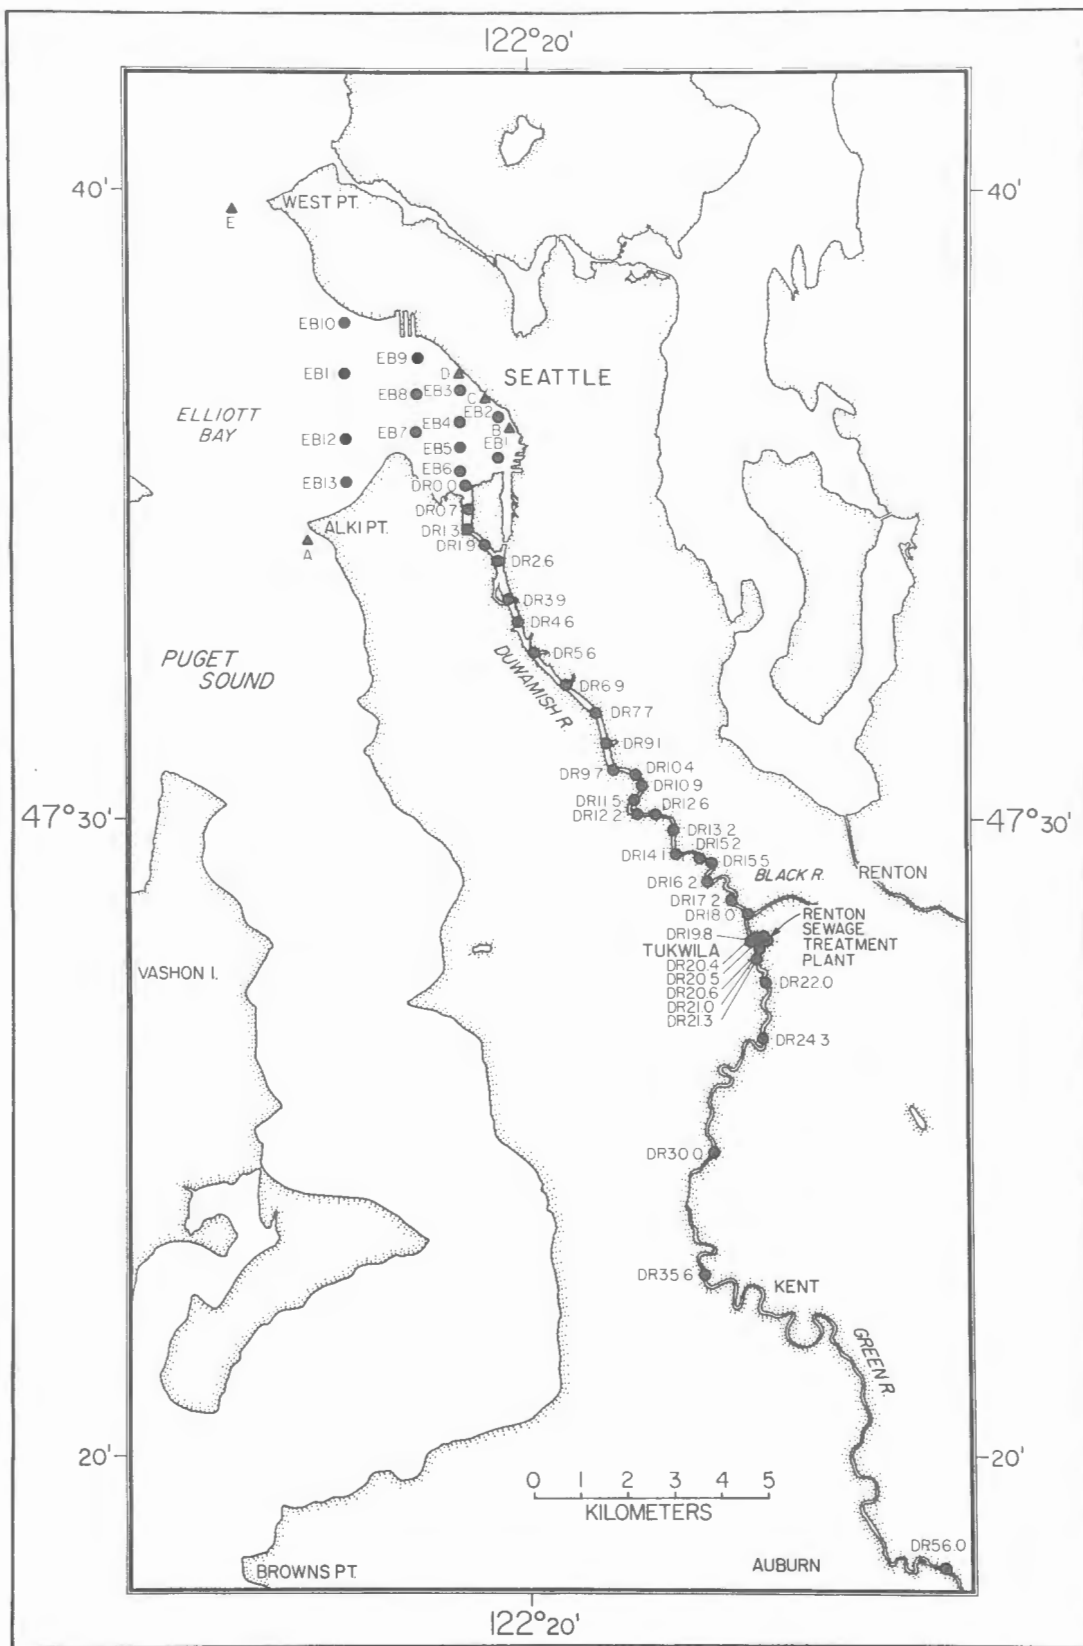 122°20'
40'
40'
WEST PT.
E
EB10
EB9
EB1
D
SEATTLE
EB8
EB3
C
ELLIOTT
BAY
EB2
EB4
B
EB7
EB12
EB1
EB5
EB6
EB13
DR0.0
DR0.7
ALKI PT.
DR1.3
A
DR1.9
DR2.6
DR3.9
DR4.6
PUGET
SOUND
DR5.6
DUWAMISH R.
DR6.9
DR7.7
DR9.1
DR9.7
DR10.4
DR10.9
DR11.5
DR12.6
47°30'
DR12.2
47°30'
DR13.2
DR14.1
DR15.2
DR15.5
BLACK R.
RENTON
DR16.2
DR17.2
DR18.0
RENTON
SEWAGE
TREATMENT
PLANT
DR19.8
TUKWILA
DR20.4
DR20.5
DR20.6
DR21.0
DR21.3
VASHON I.
DR22.0
DR24.3
DR30.0
DR35.6
KENT
GREEN R.
20'
20'
0 1 2 3 4 5
KILOMETERS
DR56.0
BROWNS PT.
AUBURN
122°20'